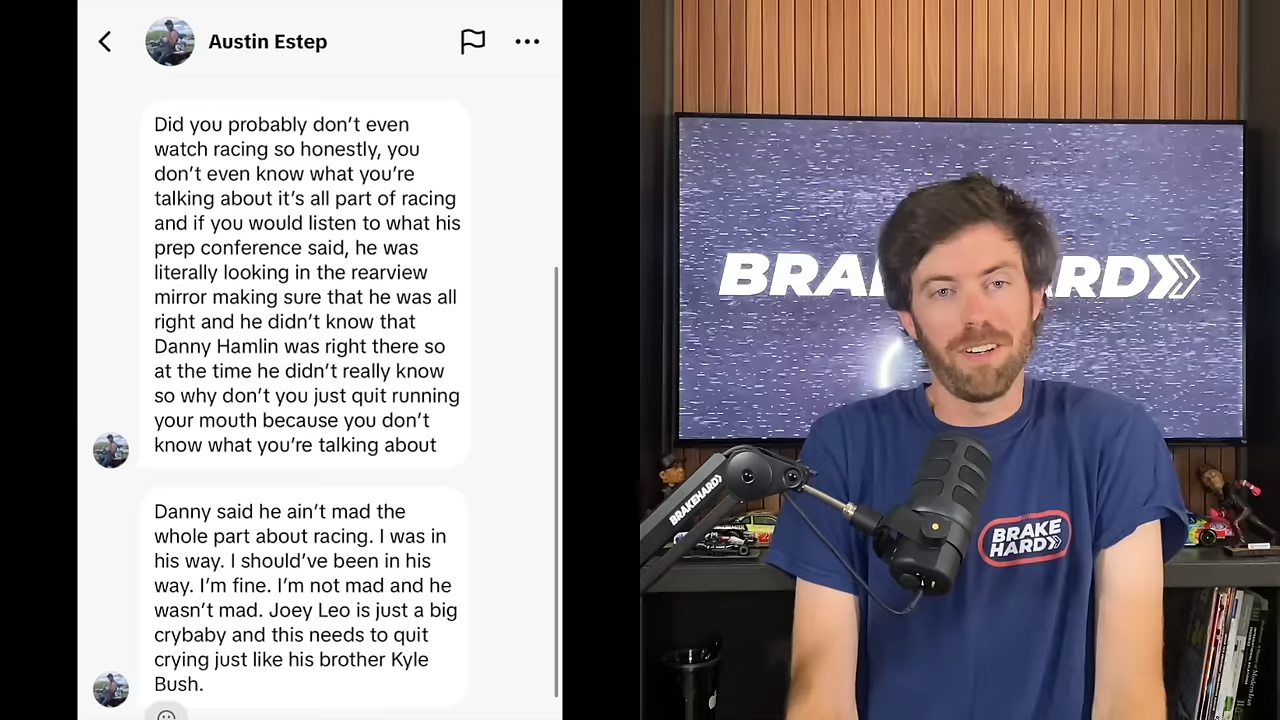 Austin Estep
Did you probably don't even
watch racing so honestly, you
don't even know what you're
talking about it's all part of racing
and if you would listen to what his
prep conference said, he was
literally looking in the rearview
mirror making sure that he was all
right and he didn't know that
Danny Hamlin was right there so
at the time he didn't really know
so why don't you just quit running
your mouth because you don't
know what you're talking about
Danny said he ain't mad the
whole part about racing. I was in
his way. I should've been in his
way. I'm fine. I'm not mad and he
wasn't mad. Joey Leo is just a big
crybaby and this needs to quit
crying just like his brother Kyle
Bush.
BRAKEHARD
BRAKE
HARD